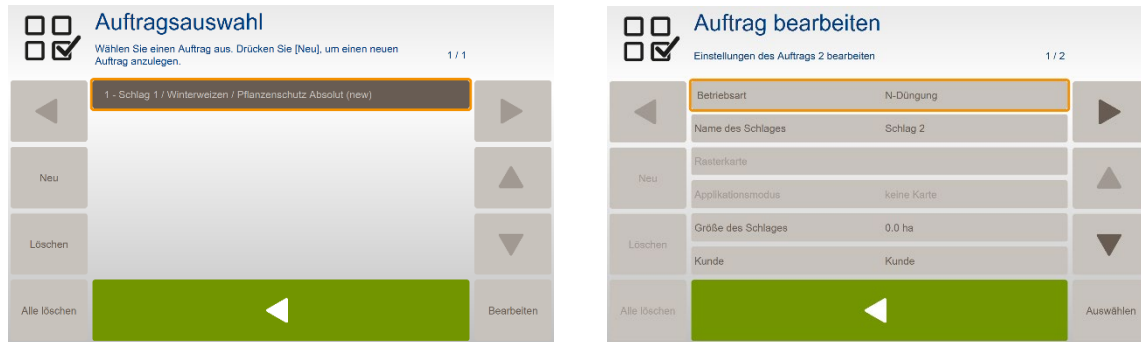 Auftragsauswahl
Wählen Sie einen Auftrag aus. Drücken Sie [Neu], um einen neuen
Auftrag anzulegen.
1 / 1
1 - Schlag 1 / Winterweizen / Pflanzenschutz Absolut (new)
Neu
Löschen
Alle löschen
Bearbeiten
Auftrag bearbeiten
Einstellungen des Auftrags 2 bearbeiten
1 / 2
Betriebsart N-Düngung
Name des Schlages Schlag 2
Rasterkarte
Neu
Applikationsmodus keine Karte
Größe des Schlages 0.0 ha
Löschen
Kunde Kunde
Alle löschen
Auswählen